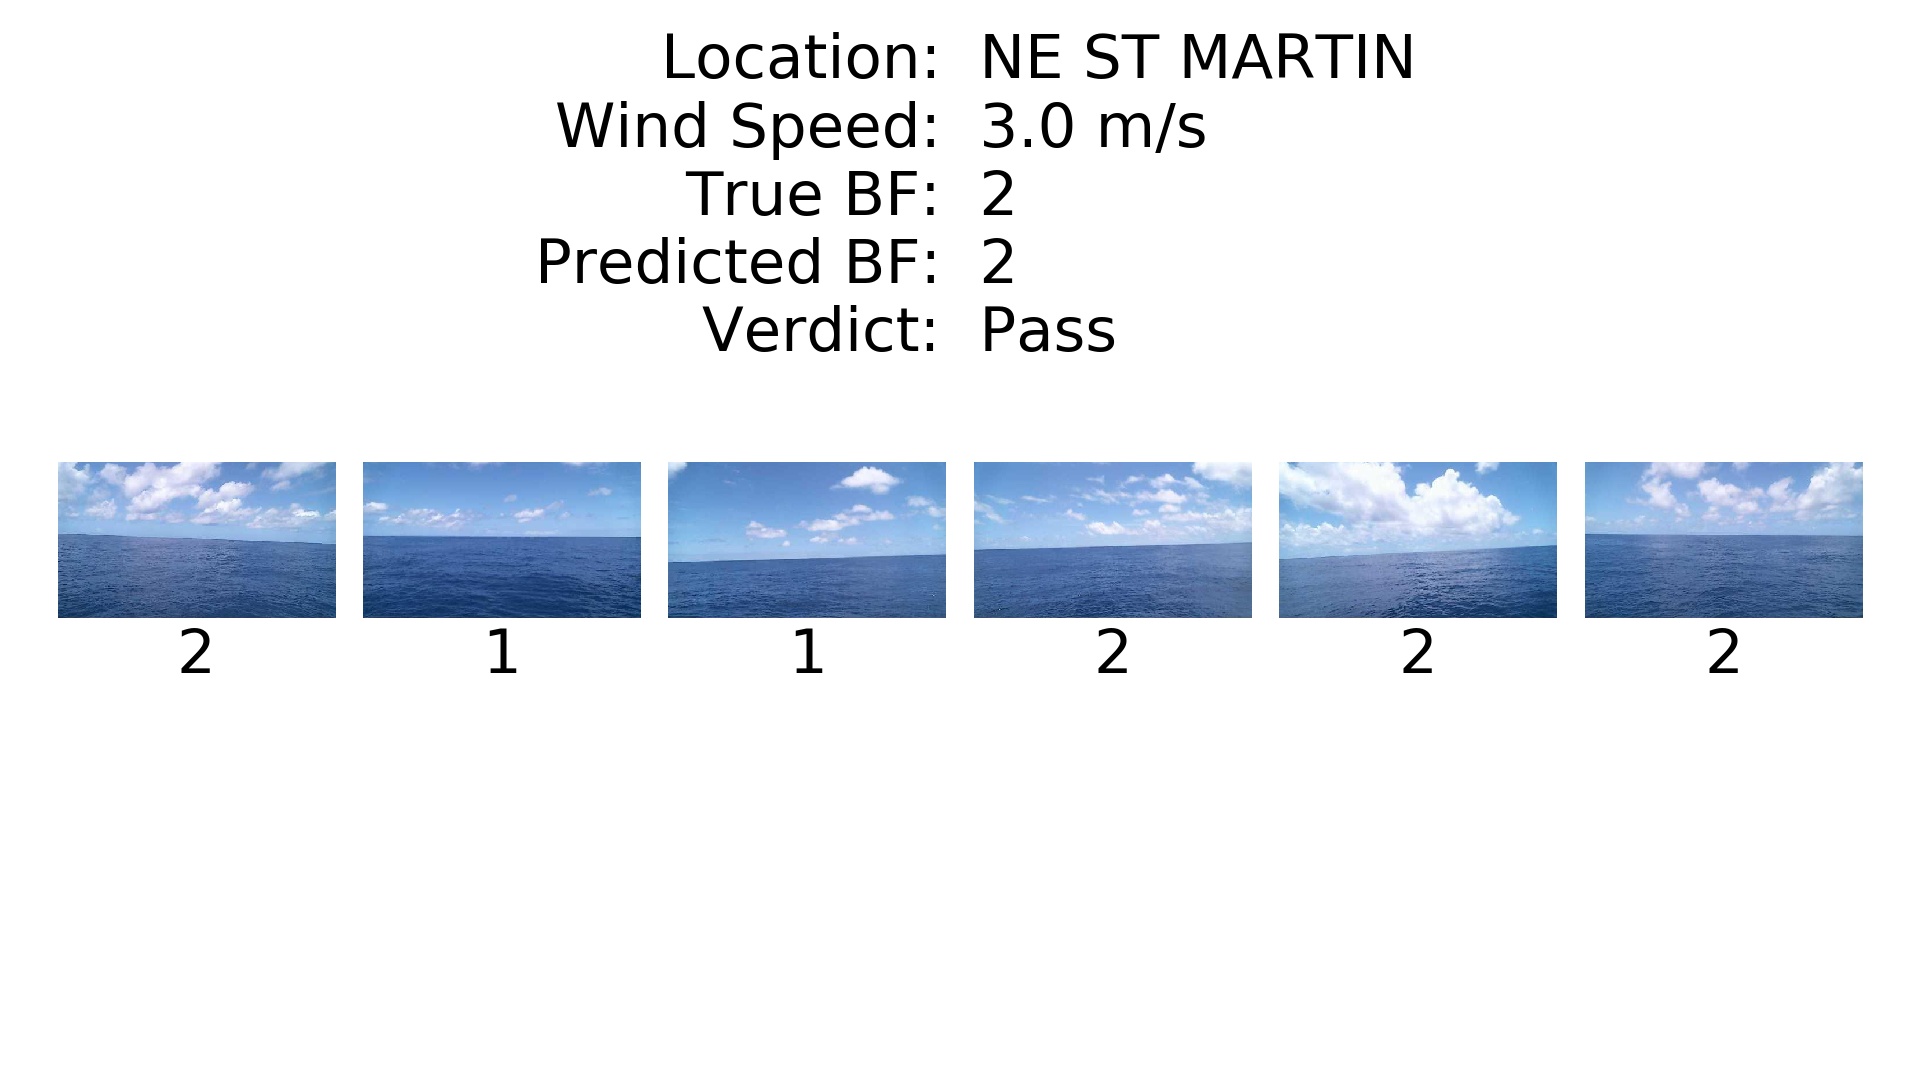 Location: NE ST MARTIN
Wind Speed: 3.0 m/s
True BF: 2
Predicted BF: 2
Verdict: Pass
2 1 1 2 2 2